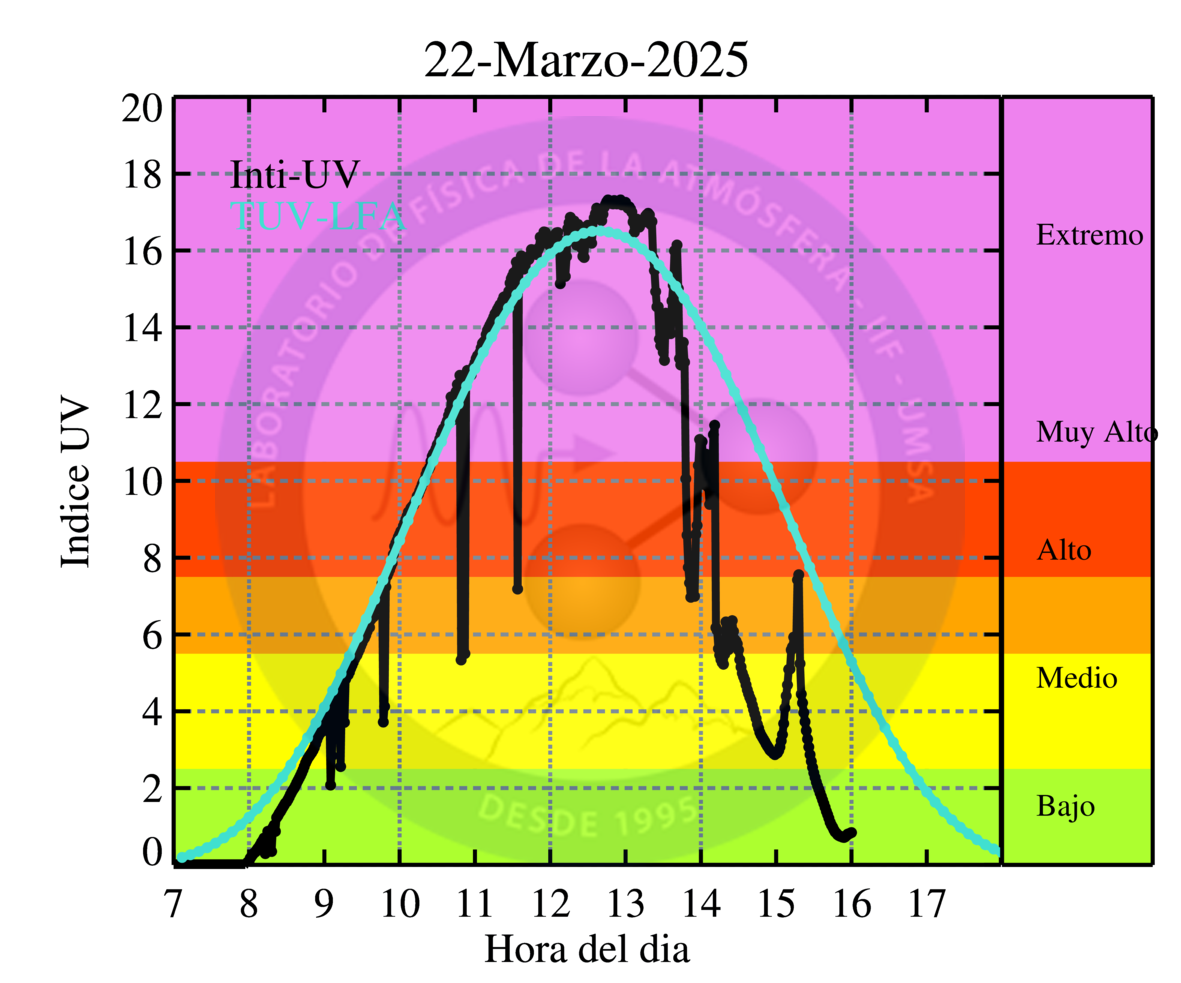 22-Marzo-2025
Inti-UV
TUV-LFA
LABORATORIO DE FÍSICA DE LA ATMÓSFERA - IIF - UMSA
DESDE 1995
Indice UV
20
18
16
14
12
10
8
6
4
2
0
Extremo
Muy Alto
Alto
Medio
Bajo
7 8 9 10 11 12 13 14 15 16 17
Hora del dia